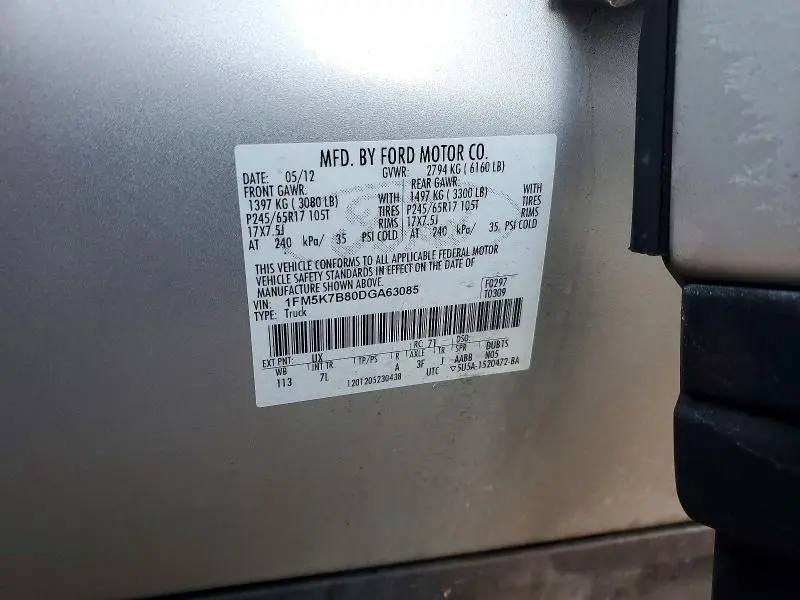 MFD. BY FORD MOTOR CO.
DATE: 05/12 GVWR: 2794 KG ( 6160 LB)
FRONT GAWR: REAR GAWR:
1397 KG ( 3080 LB) WITH 1497 KG ( 3300 LB) WITH
P245/65R17 105T TIRES P245/65R17 105T TIRES
17X7.5J RIMS 17X7.5J RIMS
AT 240 kPa/ 35 PSI COLD AT 240 kPa/ 35 PSI COLD
THIS VEHICLE CONFORMS TO ALL APPLICABLE FEDERAL MOTOR
VEHICLE SAFETY STANDARDS IN EFFECT ON THE DATE OF
MANUFACTURE SHOWN ABOVE.
VIN: 1FM5K7B80DGA63085 F0297
TYPE: Truck T0309
EXT PNT: UX RC: 71 DSO:
WB INT TR TP/PS R AXLE TR SPR DUBTS
113 7L A 3F J AABB N05
1201205230438 UTC ▽5U5A-1520472-BA